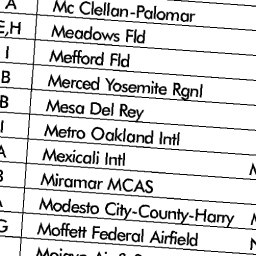 A Mc Clellan-Palomar
E,H Meadows Fld
I Mefford Fld
B Merced Yosemite Rgnl
B Mesa Del Rey
I Metro Oakland Intl
A Mexicali Intl
B Miramar MCAS
A Modesto City-County-Harry
G Moffett Federal Airfield